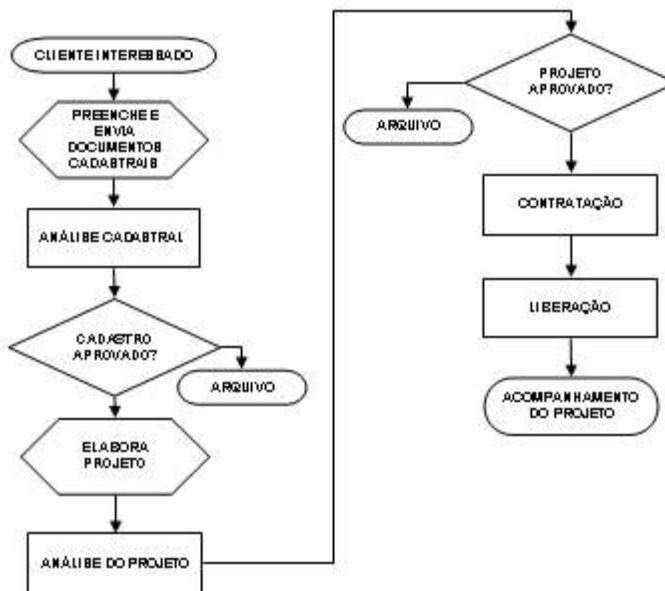 CLIENTE INTERESSADO
PREENCHE E
ENVIA
DOCUMENTOS
CADASTRAIS
ANÁLISE CADASTRAL
CADASTRO
APROVADO?
ARQUIVO
ELABORA
PROJETO
ANÁLISE DO PROJETO
PROJETO
APROVADO?
ARQUIVO
CONTRATAÇÃO
LIBERAÇÃO
ACOMPANHAMENTO
DO PROJETO